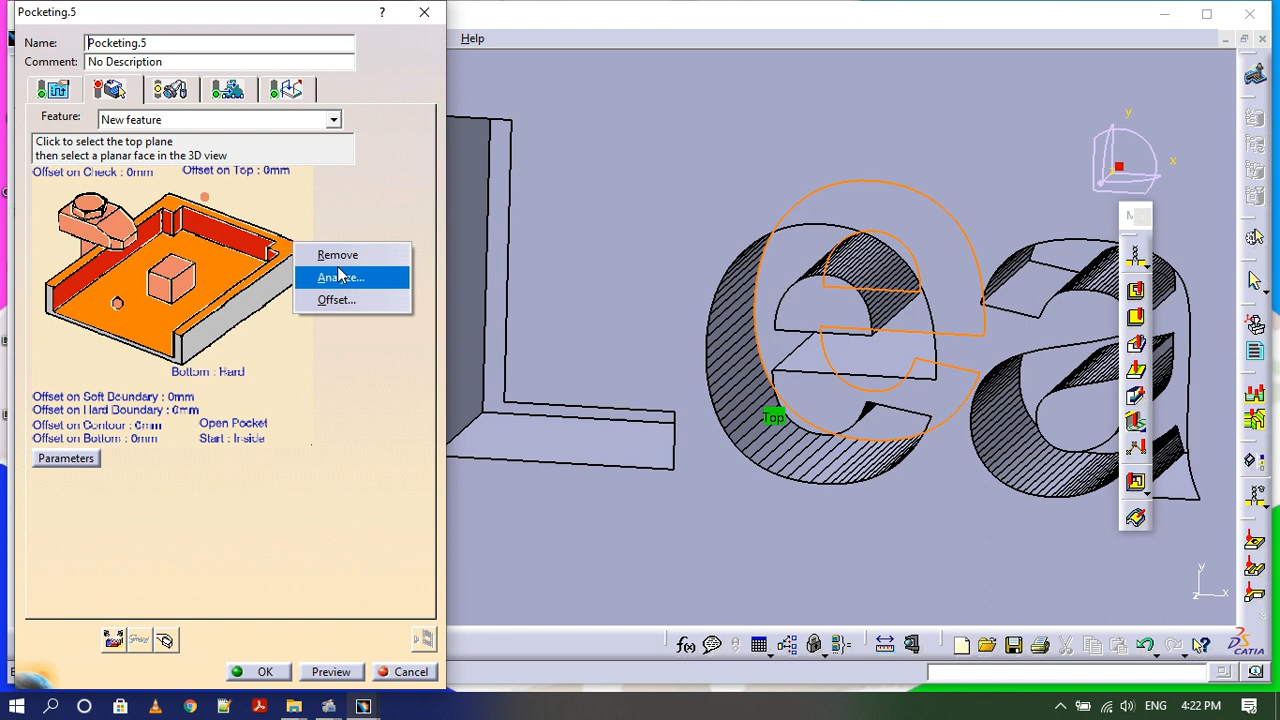 Pocketing.5
?
Name:
Pocketing.5
Comment:
No Description
Feature:
New feature
Click to select the top plane
then select a planar face in the 3D view
Offset on Check : 0mm
Offset on Top : 0mm
Remove
Analyze...
Offset...
Bottom : Hard
Offset on Soft Boundary : 0mm
Offset on Hard Boundary : 0mm
Offset on Contour : 0mm
Open Pocket
Offset on Bottom : 0mm
Start : Inside
Parameters
OK
Preview
Cancel
Help
y
x
M
Top
ea
y
z
x
f(x)
CATIA
ENG
4:22 PM